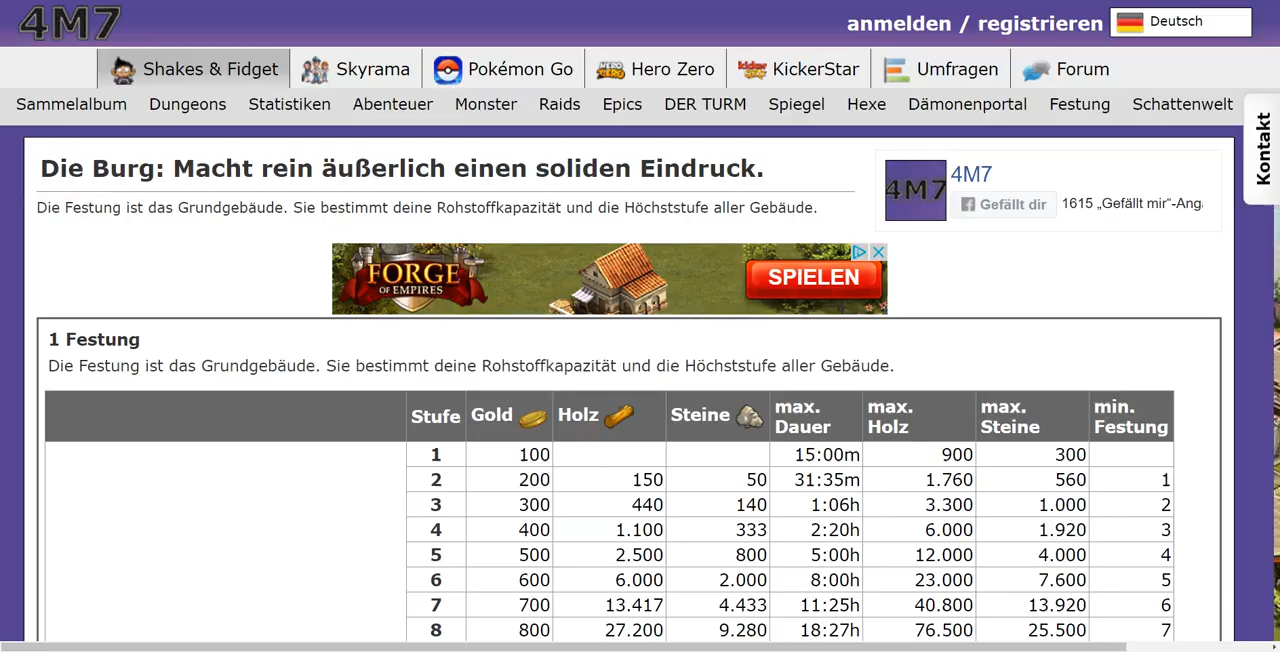 4M7
anmelden / registrieren
Deutsch
Shakes & Fidget Skyrama Pokémon Go Hero Zero KickerStar Umfragen Forum
Sammelalbum Dungeons Statistiken Abenteuer Monster Raids Epics DER TURM Spiegel Hexe Dämonenportal Festung Schattenwelt
Kontakt
Die Burg: Macht rein äußerlich einen soliden Eindruck.
Die Festung ist das Grundgebäude. Sie bestimmt deine Rohstoffkapazität und die Höchststufe aller Gebäude.
4M7
4M7
Gefällt dir
1615 „Gefällt mir“-Ang
FORGE
OF EMPIRES
SPIELEN
1 Festung
Die Festung ist das Grundgebäude. Sie bestimmt deine Rohstoffkapazität und die Höchststufe aller Gebäude.
Stufe Gold Holz Steine max. Dauer max. Holz max. Steine min. Festung
1 100 15:00m 900 300
2 200 150 50 31:35m 1.760 560 1
3 300 440 140 1:06h 3.300 1.000 2
4 400 1.100 333 2:20h 6.000 1.920 3
5 500 2.500 800 5:00h 12.000 4.000 4
6 600 6.000 2.000 8:00h 23.000 7.600 5
7 700 13.417 4.433 11:25h 40.800 13.920 6
8 800 27.200 9.280 18:27h 76.500 25.500 7